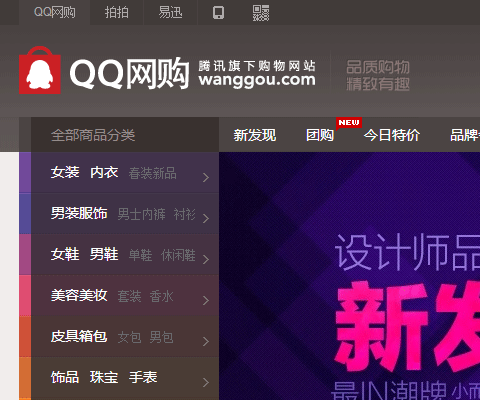 QQ网购 拍拍 易迅
QQ网购 腾讯旗下购物网站
wanggou.com
品质购物
精致有趣
全部商品分类 新发现 团购 NEW 今日特价 品牌
女装 内衣 春装新品
男装服饰 男士内裤 衬衫
女鞋 男鞋 单鞋 休闲鞋
美容美妆 套装 香水
皮具箱包 女包 男包
饰品 珠宝 手表
设计师品
新发
最IN潮牌 小而